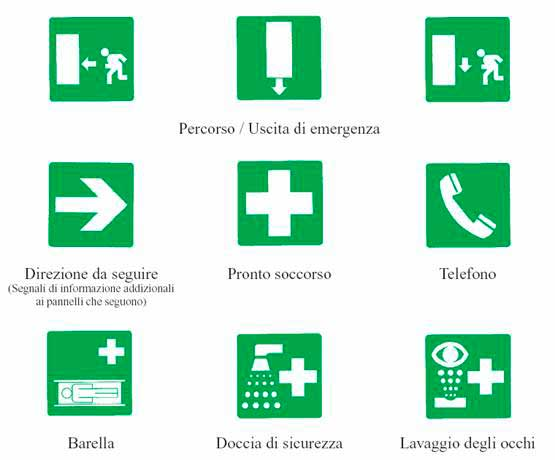 Percorso / Uscita di emergenza
Direzione da seguire
(Segnali di informazione addizionali
ai pannelli che seguono)
Pronto soccorso
Telefono
Barella
Doccia di sicurezza
Lavaggio degli occhi